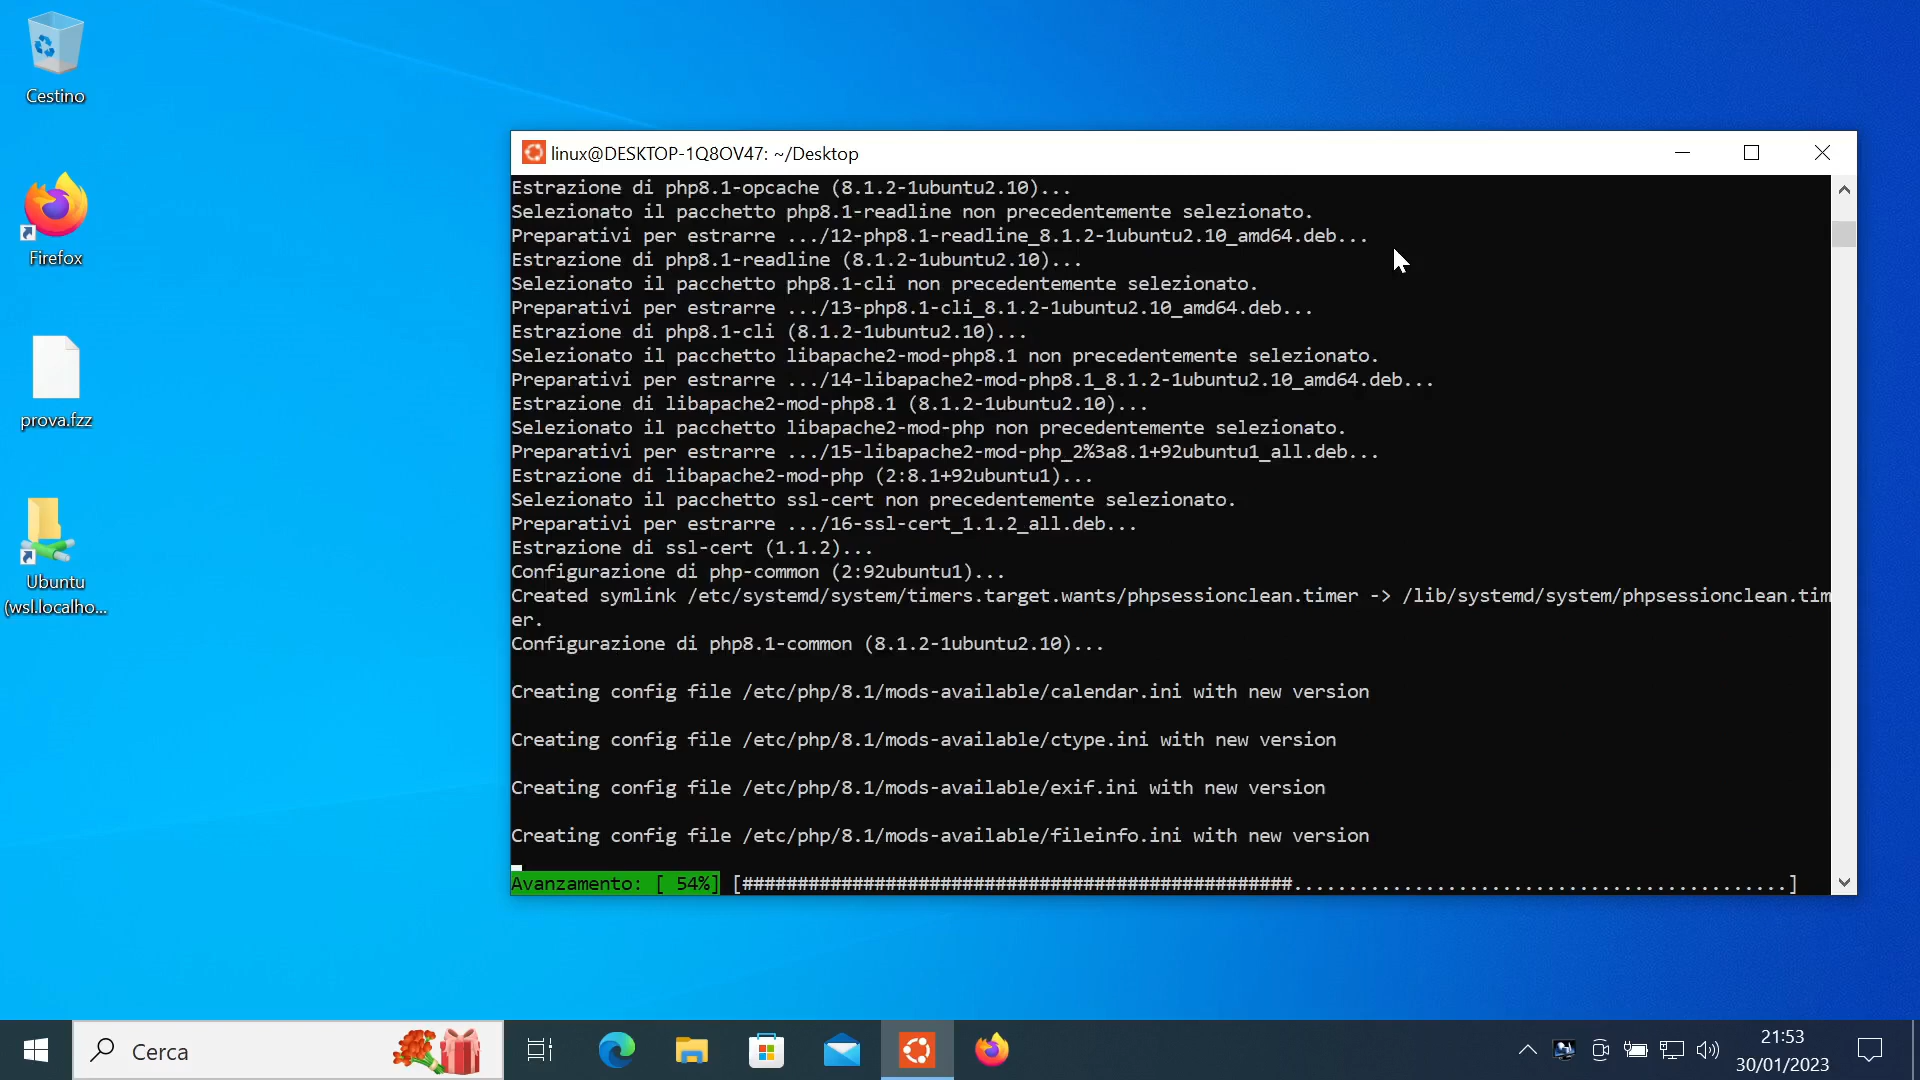 Cestino
Firefox
prova.fzz
Ubuntu
(wsl.localho...
linux@DESKTOP-1Q8OV47: ~/Desktop
Estrazione di php8.1-opcache (8.1.2-1ubuntu2.10)...
Selezionato il pacchetto php8.1-readline non precedentemente selezionato.
Preparativi per estrarre .../12-php8.1-readline_8.1.2-1ubuntu2.10_amd64.deb...
Estrazione di php8.1-readline (8.1.2-1ubuntu2.10)...
Selezionato il pacchetto php8.1-cli non precedentemente selezionato.
Preparativi per estrarre .../13-php8.1-cli_8.1.2-1ubuntu2.10_amd64.deb...
Estrazione di php8.1-cli (8.1.2-1ubuntu2.10)...
Selezionato il pacchetto libapache2-mod-php8.1 non precedentemente selezionato.
Preparativi per estrarre .../14-libapache2-mod-php8.1_8.1.2-1ubuntu2.10_amd64.deb...
Estrazione di libapache2-mod-php8.1 (8.1.2-1ubuntu2.10)...
Selezionato il pacchetto libapache2-mod-php non precedentemente selezionato.
Preparativi per estrarre .../15-libapache2-mod-php_2%3a8.1+92ubuntu1_all.deb...
Estrazione di libapache2-mod-php (2:8.1+92ubuntu1)...
Selezionato il pacchetto ssl-cert non precedentemente selezionato.
Preparativi per estrarre .../16-ssl-cert_1.1.2_all.deb...
Estrazione di ssl-cert (1.1.2)...
Configurazione di php-common (2:92ubuntu1)...
Created symlink /etc/systemd/system/timers.target.wants/phpsessionclean.timer -> /lib/systemd/system/phpsessionclean.tim
er.
Configurazione di php8.1-common (8.1.2-1ubuntu2.10)...
Creating config file /etc/php/8.1/mods-available/calendar.ini with new version
Creating config file /etc/php/8.1/mods-available/ctype.ini with new version
Creating config file /etc/php/8.1/mods-available/exif.ini with new version
Creating config file /etc/php/8.1/mods-available/fileinfo.ini with new version
Avanzamento: [ 54%] [##################################################.............................................]
Cerca
21:53
30/01/2023